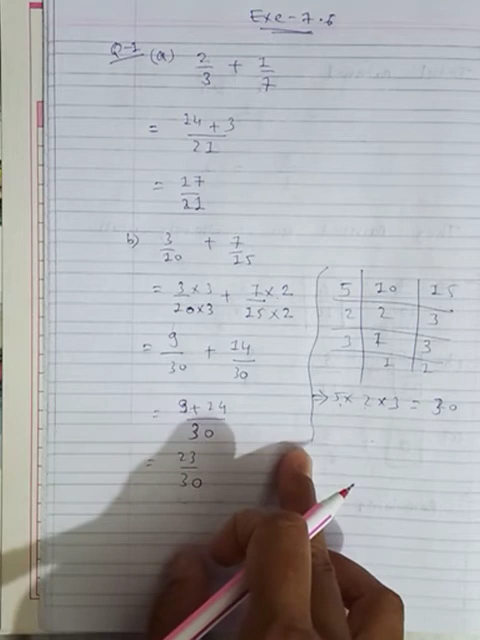 Exe-7.6
Q-1 (a) 2/3 + 1/7
= 14 + 3/21
= 17/21
b) 3/10 + 7/15
= 3 x 3/10 x 3 + 7 x 2/15 x 2
= 9/30 + 14/30
= 9 + 14/30
= 23/30
5 | 10 | 15
2 | 2 | 3
3 | 1 | 3
1 | 1
→ 5 x 2 x 3 = 30